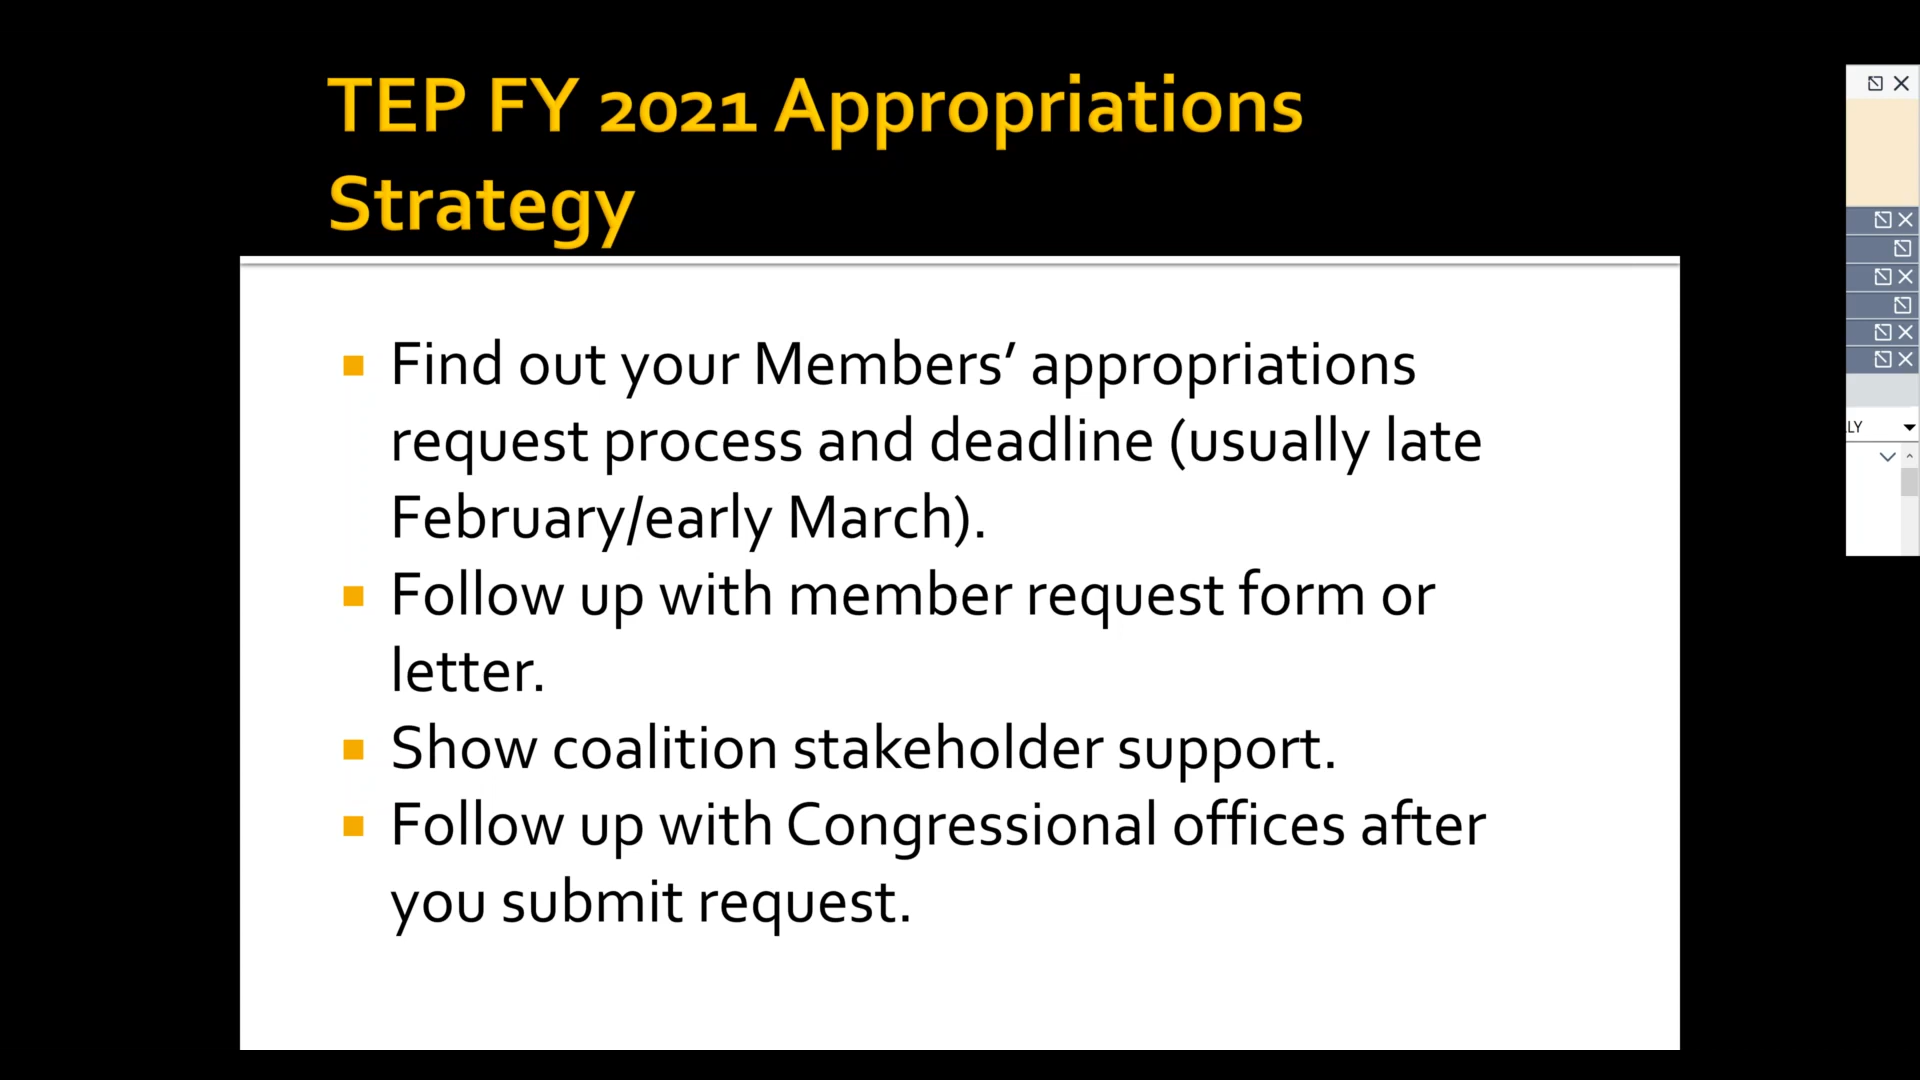 TEP FY 2021 Appropriations
Strategy
Find out your Members’ appropriations
request process and deadline (usually late
February/early March).
Follow up with member request form or
letter.
Show coalition stakeholder support.
Follow up with Congressional offices after
you submit request.
LY